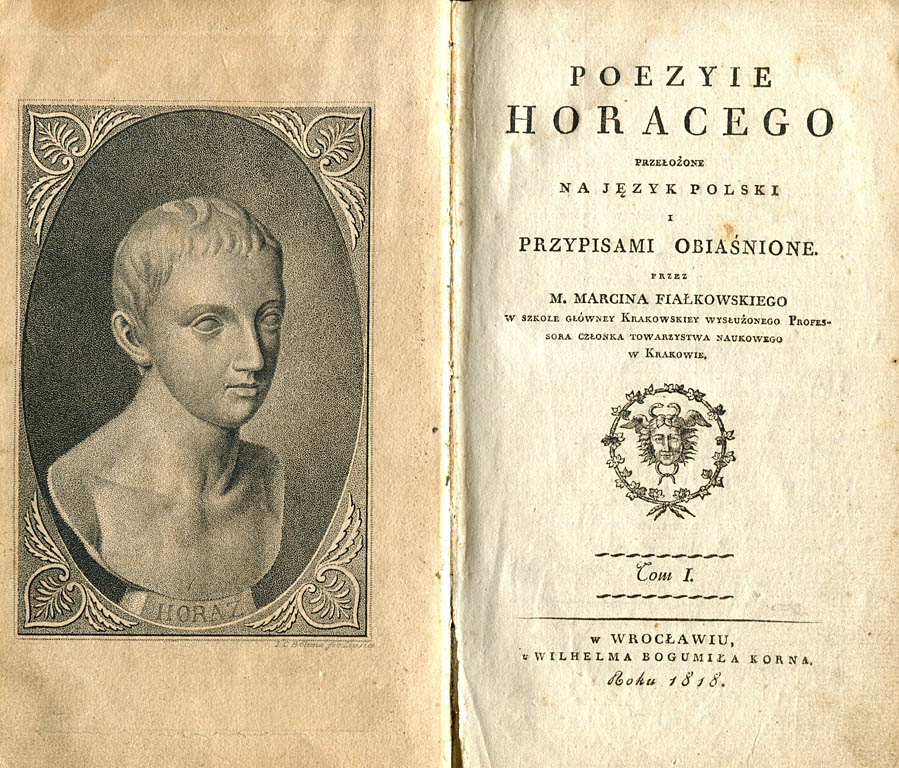 HORAZ
POEZYIE
HORACEGO
PRZEŁOŻONE
NA JĘZYK POLSKI
I
PRZYPISAMI OBIAŚNIONE.
PRZEZ
M. MARCINA FIAŁKOWSKIEGO
W SZKOLE GŁÓWNEY KRAKOWSKIEY WYSŁUŻONEGO PROFES-
SORA CZŁONKA TOWARZYSTWA NAUKOWEGO
W KRAKOWIE,
Tom I.
w WROCŁAWIU,
u WILHELMA BOGUMIŁA KORNA,
Roku 1818.